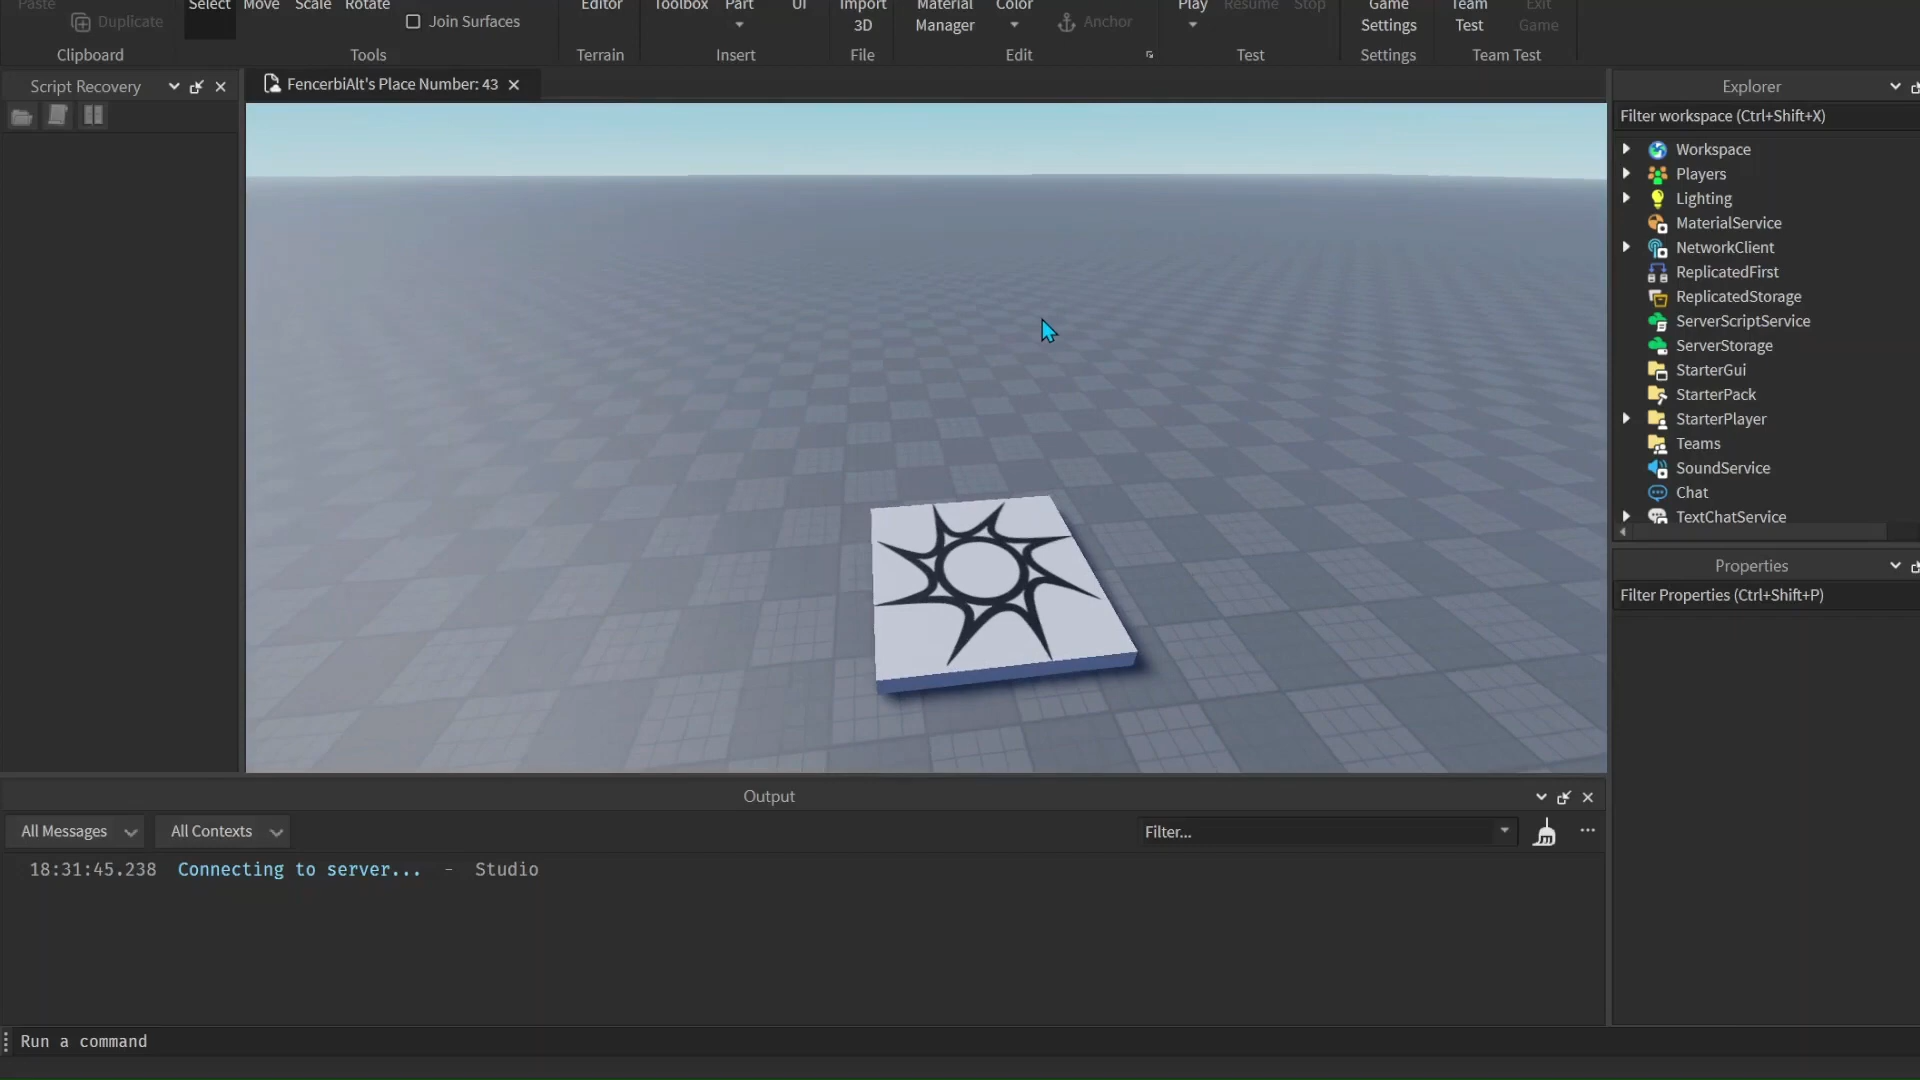 Paste
Duplicate
Clipboard
Select Move Scale Rotate
Join Surfaces
Tools
Editor
Terrain
Toolbox Part UI
Insert
Import
3D
File
Material
Manager
Color
Anchor
Edit
Play Resume Stop
Test
Game
Settings
Settings
Team
Test
Exit
Game
Team Test
Script Recovery
FencerbiAlt's Place Number: 43
Explorer
Filter workspace (Ctrl+Shift+X)
Workspace
Players
Lighting
MaterialService
NetworkClient
ReplicatedFirst
ReplicatedStorage
ServerScriptService
ServerStorage
StarterGui
StarterPack
StarterPlayer
Teams
SoundService
Chat
TextChatService
Properties
Filter Properties (Ctrl+Shift+P)
Output
All Messages All Contexts Filter...
18:31:45.238 Connecting to server... - Studio
Run a command